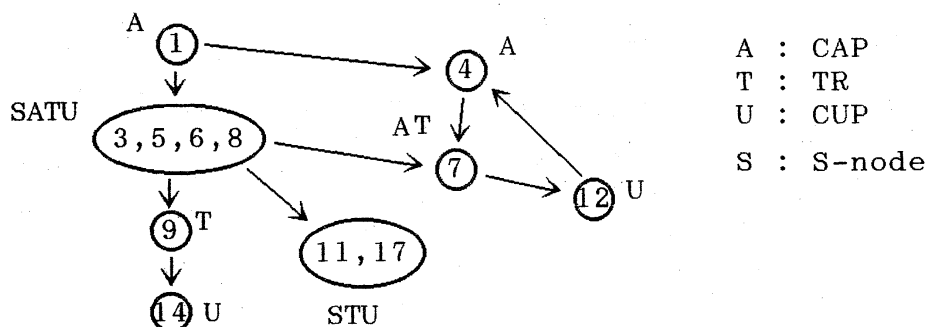 A
1
4
A
A : CAP
T : TR
U : CUP
S : S-node
SATU
3,5,6,8
AT
7
12
U
9
T
11,17
STU
14
U